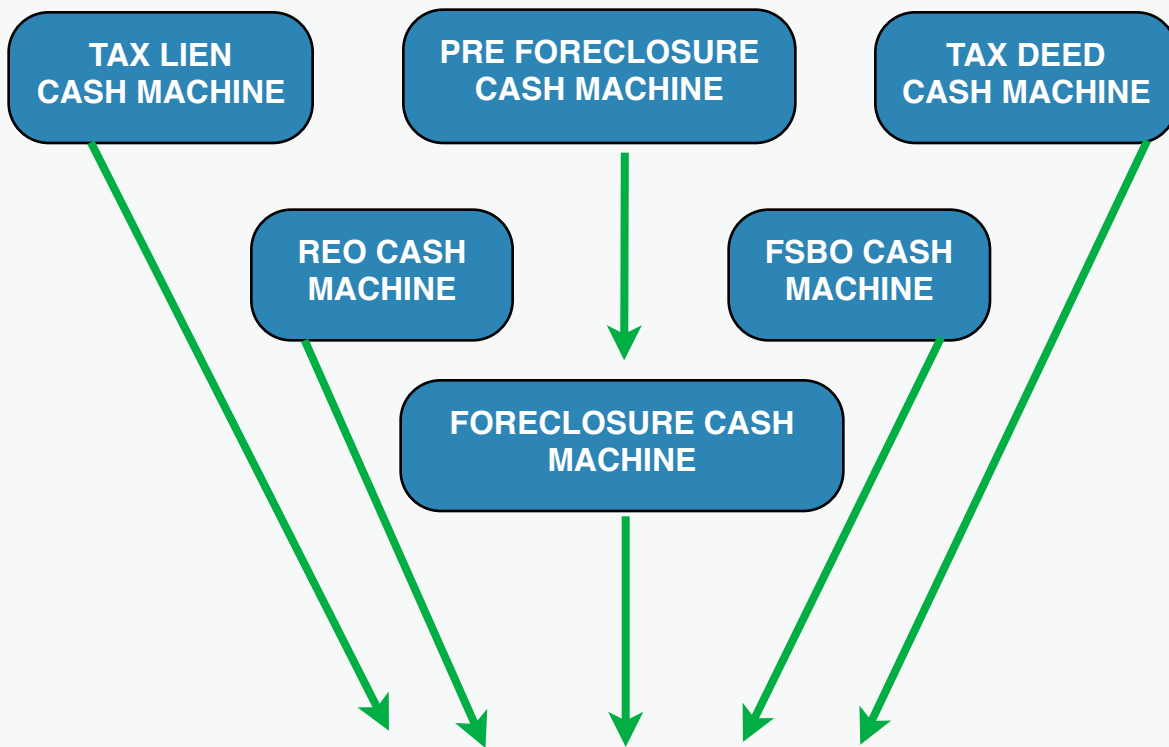 TAX LIEN
CASH MACHINE
PRE FORECLOSURE
CASH MACHINE
TAX DEED
CASH MACHINE
REO CASH
MACHINE
FSBO CASH
MACHINE
FORECLOSURE CASH
MACHINE